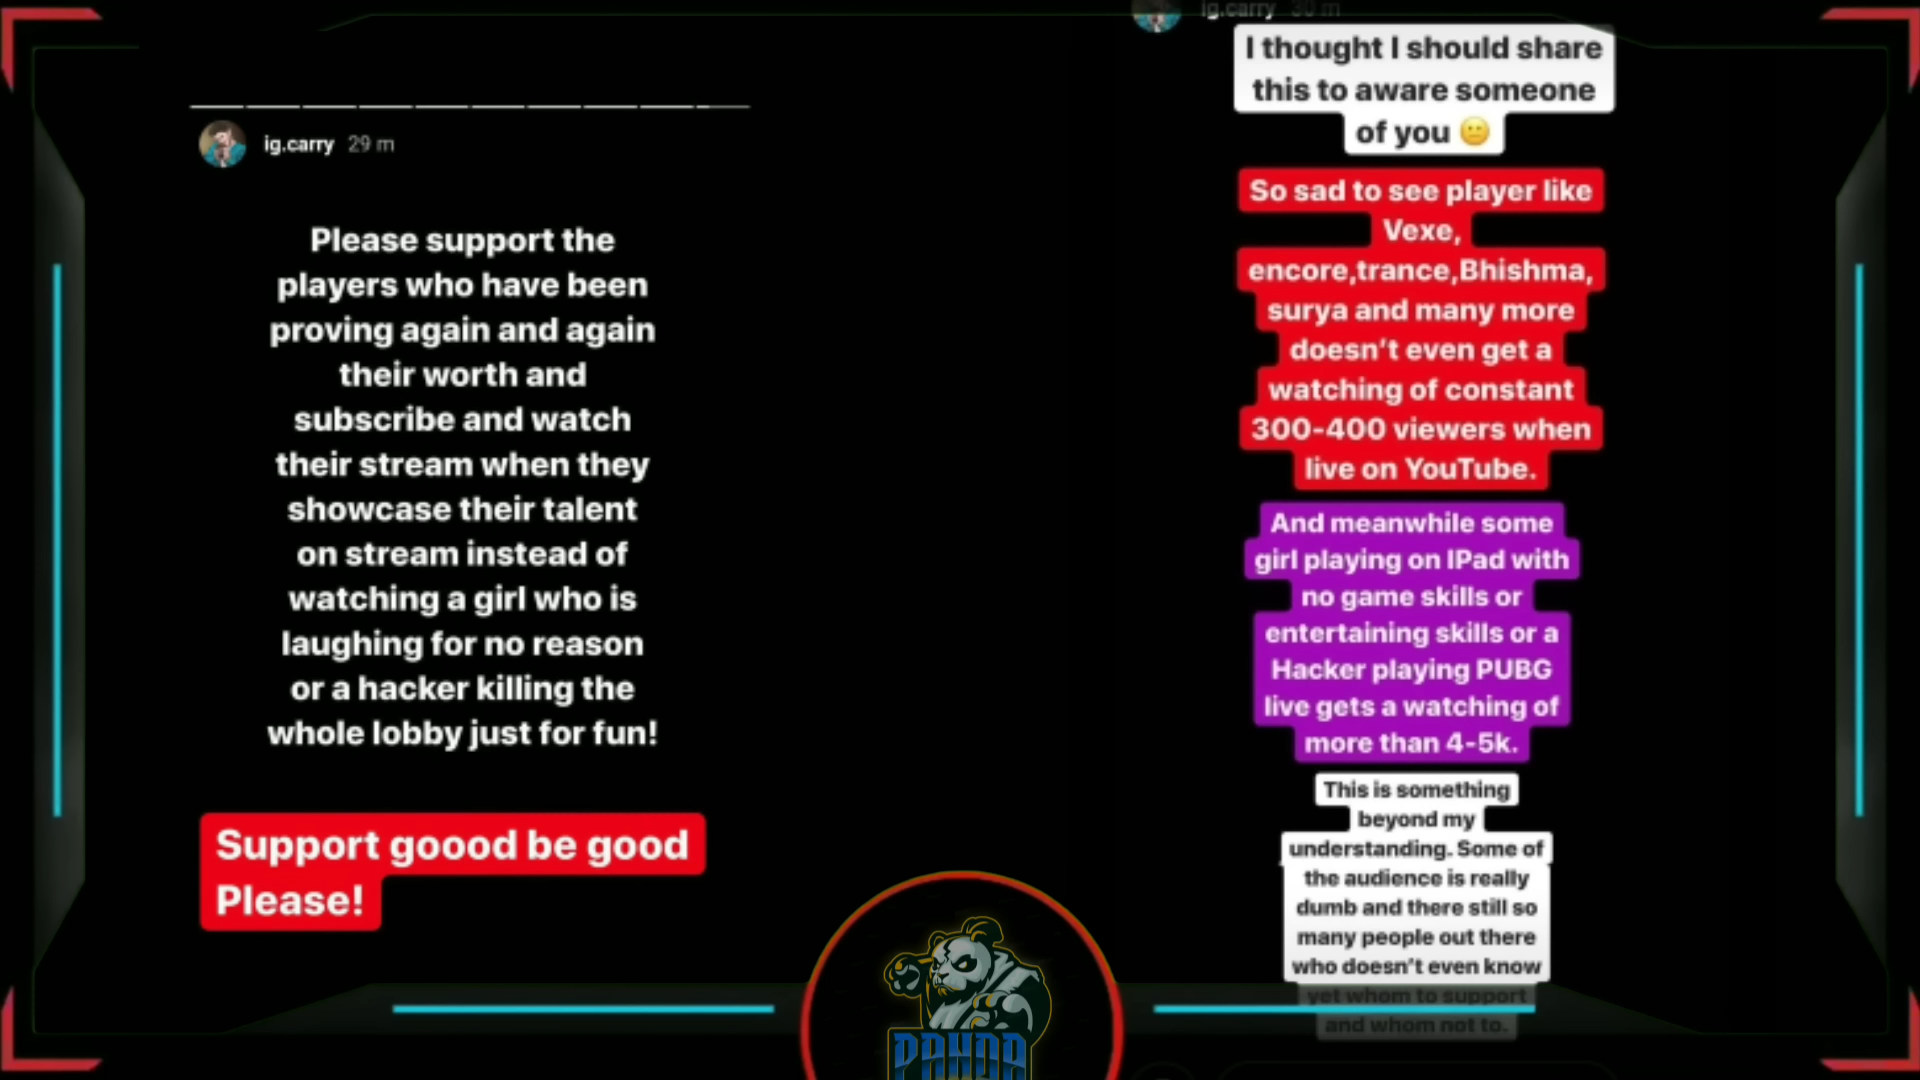 ig.carry 29 m
Please support the
players who have been
proving again and again
their worth and
subscribe and watch
their stream when they
showcase their talent
on stream instead of
watching a girl who is
laughing for no reason
or a hacker killing the
whole lobby just for fun!
Support goood be good
Please!
ig.carry 30 m
I thought I should share
this to aware someone
of you 😕
So sad to see player like
Vexe,
encore,trance,Bhishma,
surya and many more
doesn't even get a
watching of constant
300-400 viewers when
live on YouTube.
And meanwhile some
girl playing on IPad with
no game skills or
entertaining skills or a
Hacker playing PUBG
live gets a watching of
more than 4-5k.
This is something
beyond my
understanding. Some of
the audience is really
dumb and there still so
many people out there
who doesn't even know
yet whom to support
and whom not to.
PANDA